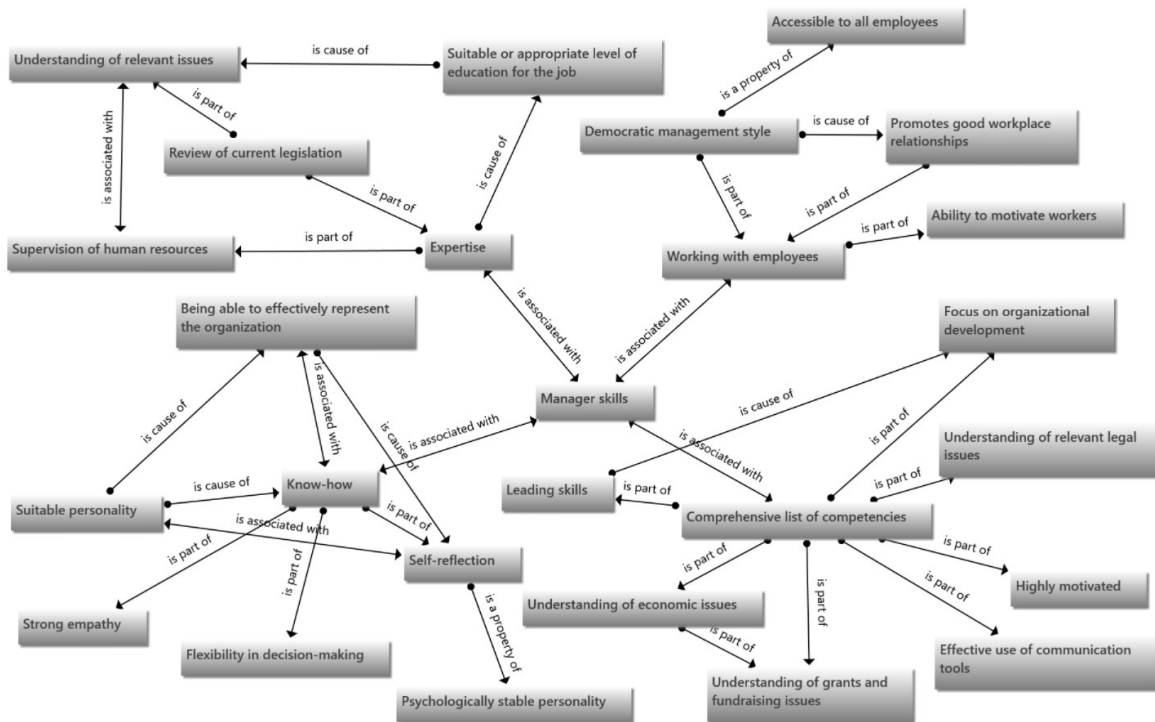 Accessible to all employees
is cause of
Understanding of relevant issues
Suitable or appropriate level of
education for the job
is a property of
is part of
Democratic management style
is cause of
Promotes good workplace
relationships
Review of current legislation
is associated with
is cause of
is part of
is part of
is part of
Ability to motivate workers
is part of
Supervision of human resources
is part of
Expertise
Working with employees
Being able to effectively represent
the organization
is associated with
is associated with
Focus on organizational
development
is associated with
is cause of
Manager skills
is cause of
is associated with
is cause of
is part of
is associated with
Understanding of relevant legal
issues
is part of
Know-how
is cause of
Leading skills
is part of
Suitable personality
is associated with
is part of
Comprehensive list of competencies
is part of
is part of
Self-reflection
is part of
is part of
is part of
is part of
Highly motivated
Strong empathy
is a property of
Understanding of economic issues
Flexibility in decision-making
is part of
Effective use of communication
tools
Psychologically stable personality
Understanding of grants and
fundraising issues